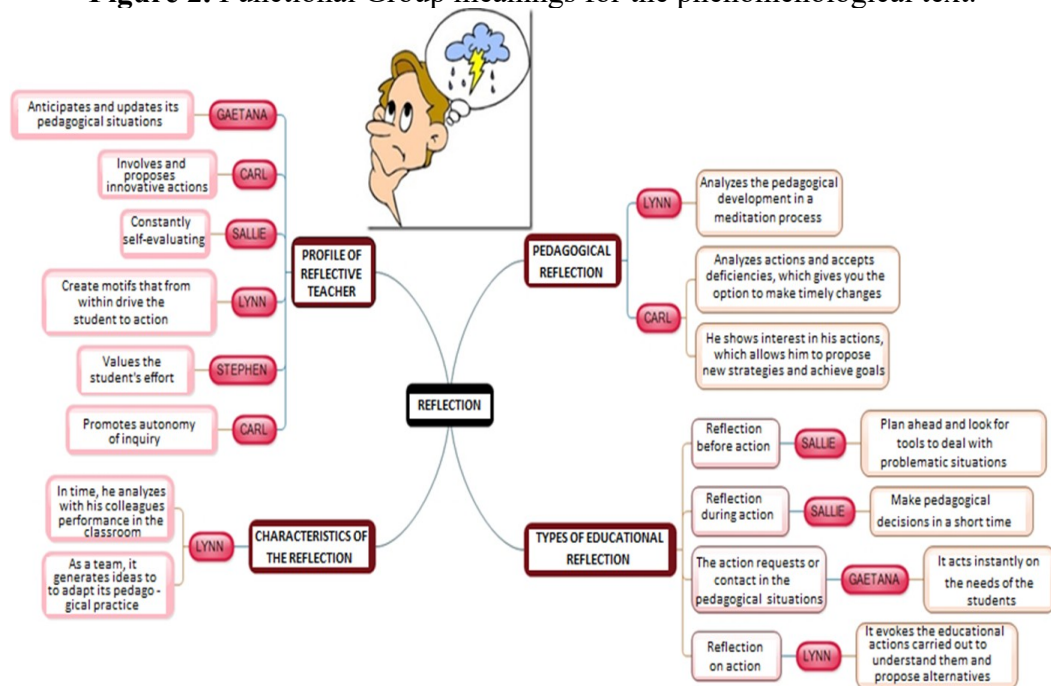 Figure 2. Functional Group meanings for the phenomenological text.
Anticipates and updates its
pedagogical situations
GAETANA
Involves and
proposes
innovative actions
CARL
Constantly
self-evaluating
SALLIE
Create motifs that from
within drive the
student to action
LYNN
Values the
student's effort
STEPHEN
Promotes autonomy
of inquiry
CARL
PROFILE OF
REFLECTIVE
TEACHER
PEDAGOGICAL
REFLECTION
LYNN
Analyzes the pedagogical
development in a
meditation process
CARL
Analyzes actions and accepts
deficiencies, which gives you the
option to make timely changes
He shows interest in his actions,
which allows him to propose
new strategies and achieve goals
REFLECTION
In time, he analyzes
with his colleagues
performance in the
classroom
As a team, it
generates ideas to
to adapt its pedago -
gical practice
LYNN
CHARACTERISTICS OF
THE REFLECTION
TYPES OF EDUCATIONAL
REFLECTION
Reflection
before action
SALLIE
Plan ahead and look for
tools to deal with
problematic situations
Reflection
during action
SALLIE
Make pedagogical
decisions in a short time
The action requests or
contact in the
pedagogical situations
GAETANA
It acts instantly on
the needs of the
students
Reflection
on action
LYNN
It evokes the educational
actions carried out to
understand them and
propose alternatives